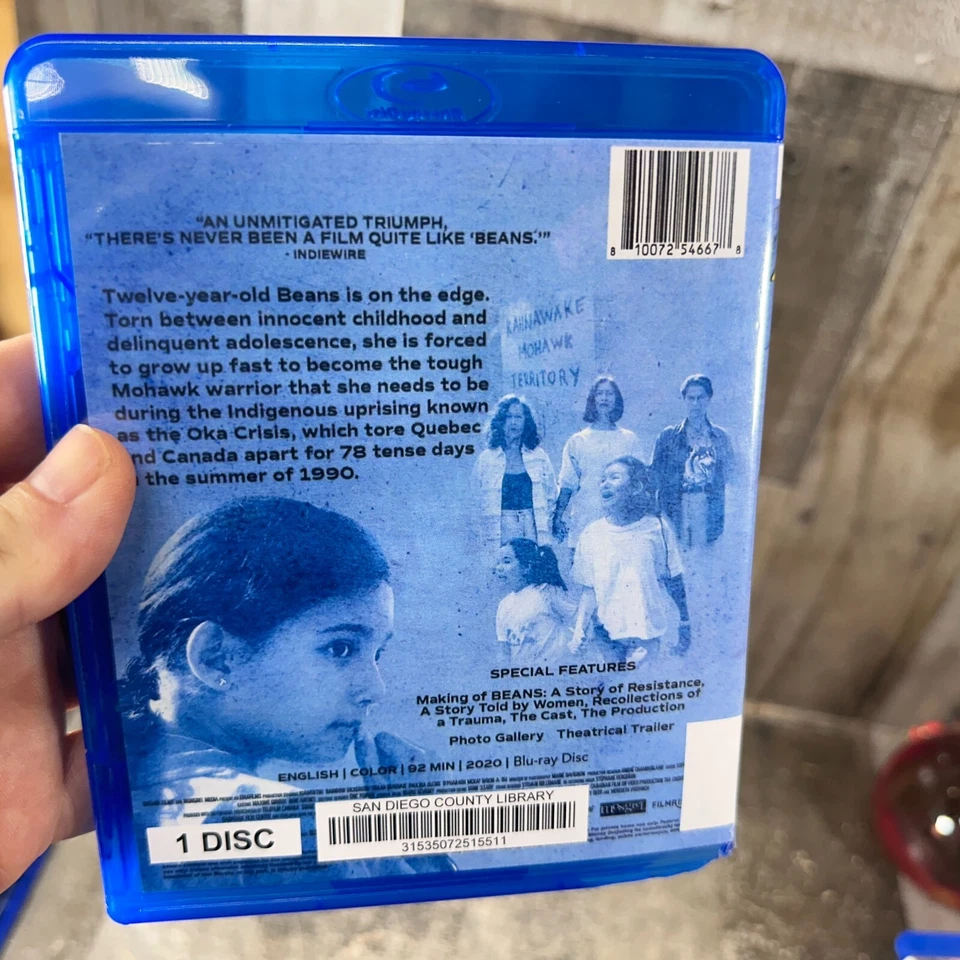 "AN UNMITIGATED TRIUMPH,
"THERE'S NEVER BEEN A FILM QUITE LIKE 'BEANS.'"
- INDIEWIRE
8 10072 54667 8
Twelve-year-old Beans is on the edge.
Torn between innocent childhood and
delinquent adolescence, she is forced
to grow up fast to become the tough
Mohawk warrior that she needs to be
during the Indigenous uprising known
as the Oka Crisis, which tore Quebec
nd Canada apart for 78 tense days
the summer of 1990.
KAHNAWAKE
MOHAWK
TERRITORY
SPECIAL FEATURES
Making of BEANS: A Story of Resistance,
A Story Told by Women, Recollections of
a Trauma, The Cast, The Production
Photo Gallery Theatrical Trailer
ENGLISH | COLOR | 92 MIN | 2020 | Blu-ray Disc
SAN DIEGO COUNTY LIBRARY
31535072515511
1 DISC